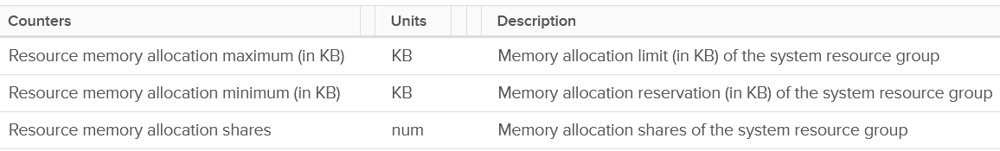 Counters Units Description
Resource memory allocation maximum (in KB) KB Memory allocation limit (in KB) of the system resource group
Resource memory allocation minimum (in KB) KB Memory allocation reservation (in KB) of the system resource group
Resource memory allocation shares num Memory allocation shares of the system resource group